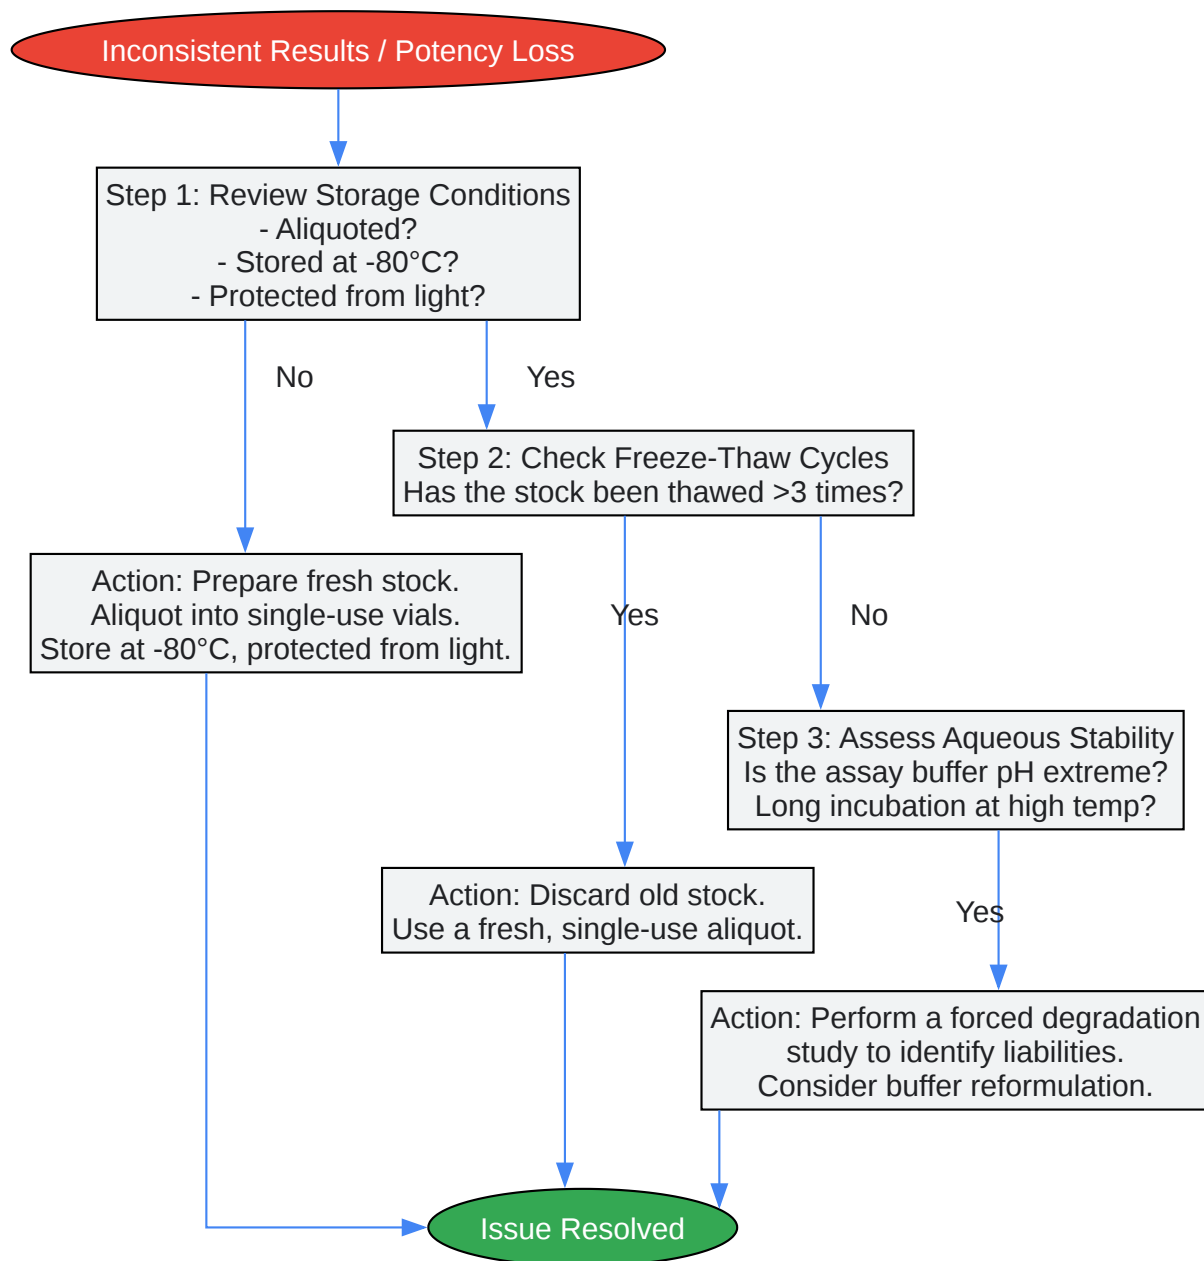 Inconsistent Results / Potency Loss
Step 1: Review Storage Conditions
- Aliquoted?
- Stored at -80°C?
- Protected from light?
No
Yes
Step 2: Check Freeze-Thaw Cycles
Has the stock been thawed >3 times?
Action: Prepare fresh stock.
Aliquot into single-use vials.
Store at -80°C, protected from light.
Yes
No
Step 3: Assess Aqueous Stability
Is the assay buffer pH extreme?
Long incubation at high temp?
Action: Discard old stock.
Use a fresh, single-use aliquot.
Yes
Action: Perform a forced degradation
study to identify liabilities.
Consider buffer reformulation.
Issue Resolved